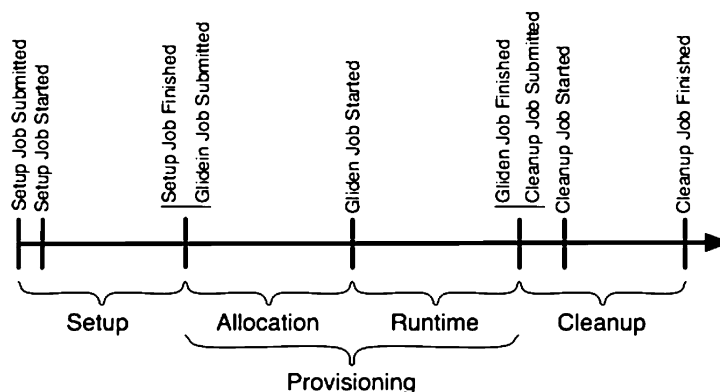 Setup Job Submitted
Setup Job Started
Setup Job Finished
Glidein Job Submitted
Gliden Job Started
Gliden Job Finished
Cleanup Job Submitted
Cleanup Job Started
Cleanup Job Finished
Setup
Allocation
Runtime
Cleanup
Provisioning